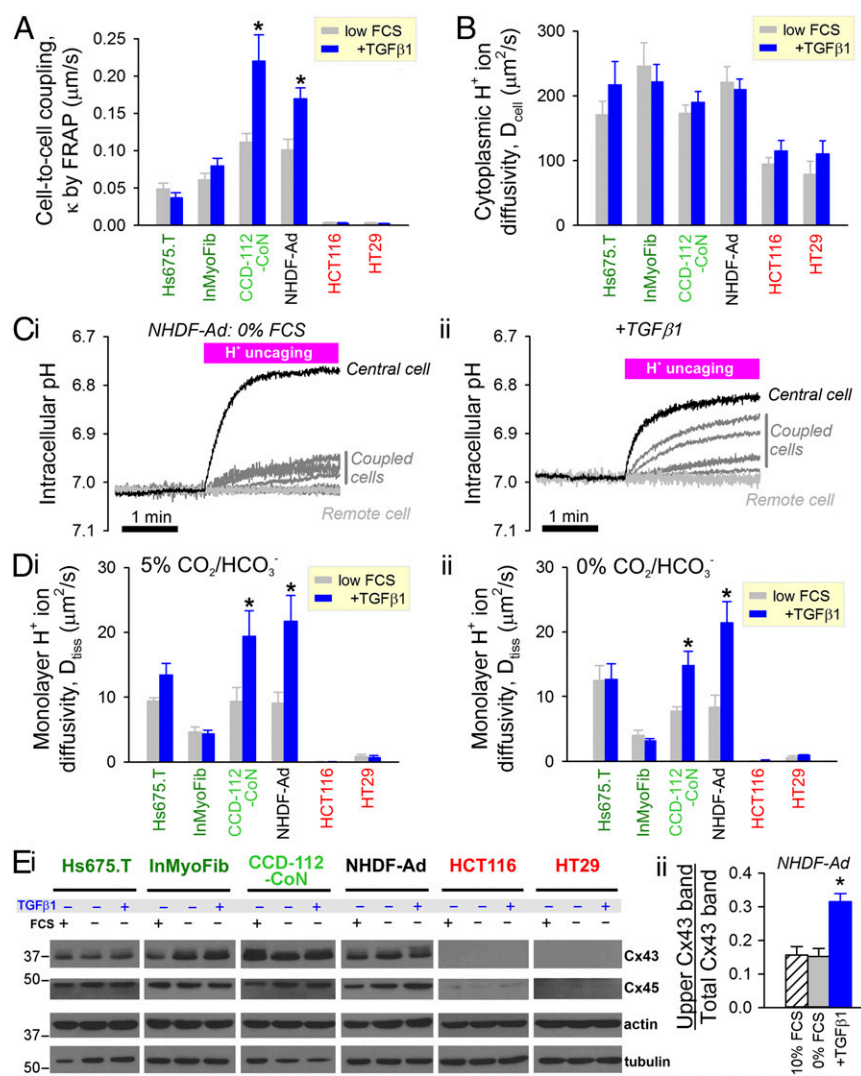 A
Cell-to-cell coupling,
κ by FRAP (μm/s)
0.25
0.20
0.15
0.10
0.05
0.00
low FCS
+TGFβ1
*
*
Hs675.T
InMyoFib
CCD-112
-CoN
NHDF-Ad
HCT116
HT29
B
Cytoplasmic H+ ion
diffusivity, Dcell (μm²/s)
300
200
100
0
low FCS
+TGFβ1
Hs675.T
InMyoFib
CCD-112
-CoN
NHDF-Ad
HCT116
HT29
Ci
NHDF-Ad: 0% FCS
Intracellular pH
6.7
6.8
6.9
7.0
7.1
H+ uncaging
Central cell
Coupled
cells
Remote cell
1 min
ii
+TGFβ1
Intracellular pH
6.7
6.8
6.9
7.0
7.1
H+ uncaging
Central cell
Coupled
cells
Remote cell
1 min
Di
5% CO2/HCO3-
Monolayer H+ ion
diffusivity, Dtiss (μm²/s)
30
20
10
0
low FCS
+TGFβ1
*
*
Hs675.T
InMyoFib
CCD-112
-CoN
NHDF-Ad
HCT116
HT29
ii
0% CO2/HCO3-
Monolayer H+ ion
diffusivity, Dtiss (μm²/s)
30
20
10
0
low FCS
+TGFβ1
*
*
Hs675.T
InMyoFib
CCD-112
-CoN
NHDF-Ad
HCT116
HT29
Ei
Hs675.T InMyoFib CCD-112 NHDF-Ad HCT116 HT29
-CoN
TGFβ1 − − + − − + − − + − − + − − + − − +
FCS + − − + − − + − − + − − + − − + − −
37 Cx43
50 Cx45
actin
37
50 tubulin
ii
NHDF-Ad
Upper Cx43 band
Total Cx43 band
0.4
0.3
0.2
0.1
0.0
*
10% FCS
0% FCS
+TGFβ1